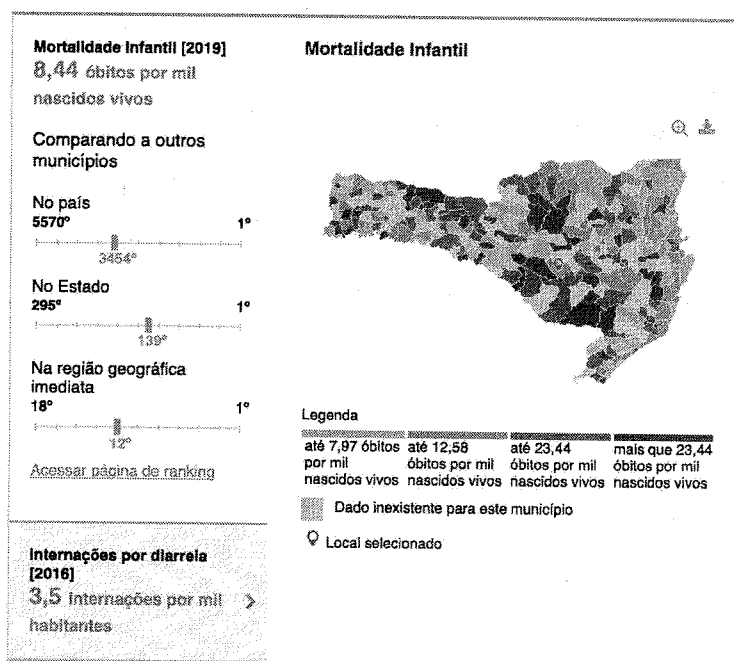 Mortalidade Infantil [2019]
8,44 óbitos por mil
nascidos vivos
Comparando a outros
municípios
No país
5570º 1º
3454º
No Estado
295º 1º
139º
Na região geográfica
imediata
18º 1º
12º
Acessar página de ranking
Internações por diarreia
[2016]
3,5 internações por mil
habitantes
Mortalidade Infantil
Legenda
até 7,97 óbitos
por mil
nascidos vivos
até 12,58
óbitos por mil
nascidos vivos
até 23,44
óbitos por mil
nascidos vivos
mais que 23,44
óbitos por mil
nascidos vivos
Dado inexistente para este município
Local selecionado